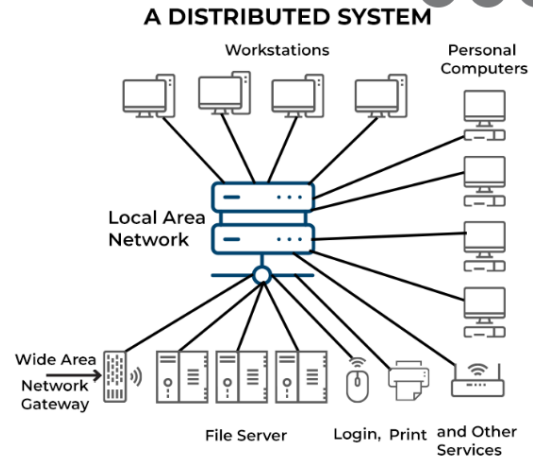 A DISTRIBUTED SYSTEM
Workstations
Personal
Computers
Local Area
Network
Wide Area
Network
Gateway
File Server
Login, Print and Other
Services